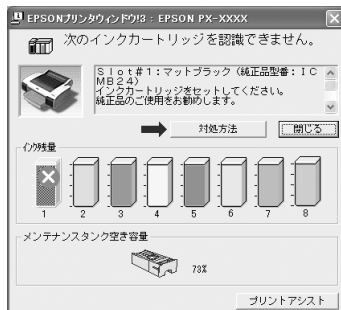 EPSONプリンタウィンドウ!3 : EPSON PX-XXXX
次のインクカートリッジを認識できません。
Slot#1：マットブラック（純正品型番：IC
MB24）
インクカートリッジをセットしてください。
純正品のご使用をお勧めします。
対処方法
閉じる
インク残量
1 2 3 4 5 6 7 8
メンテナンスタンク空き容量
73%
プリントアシスト